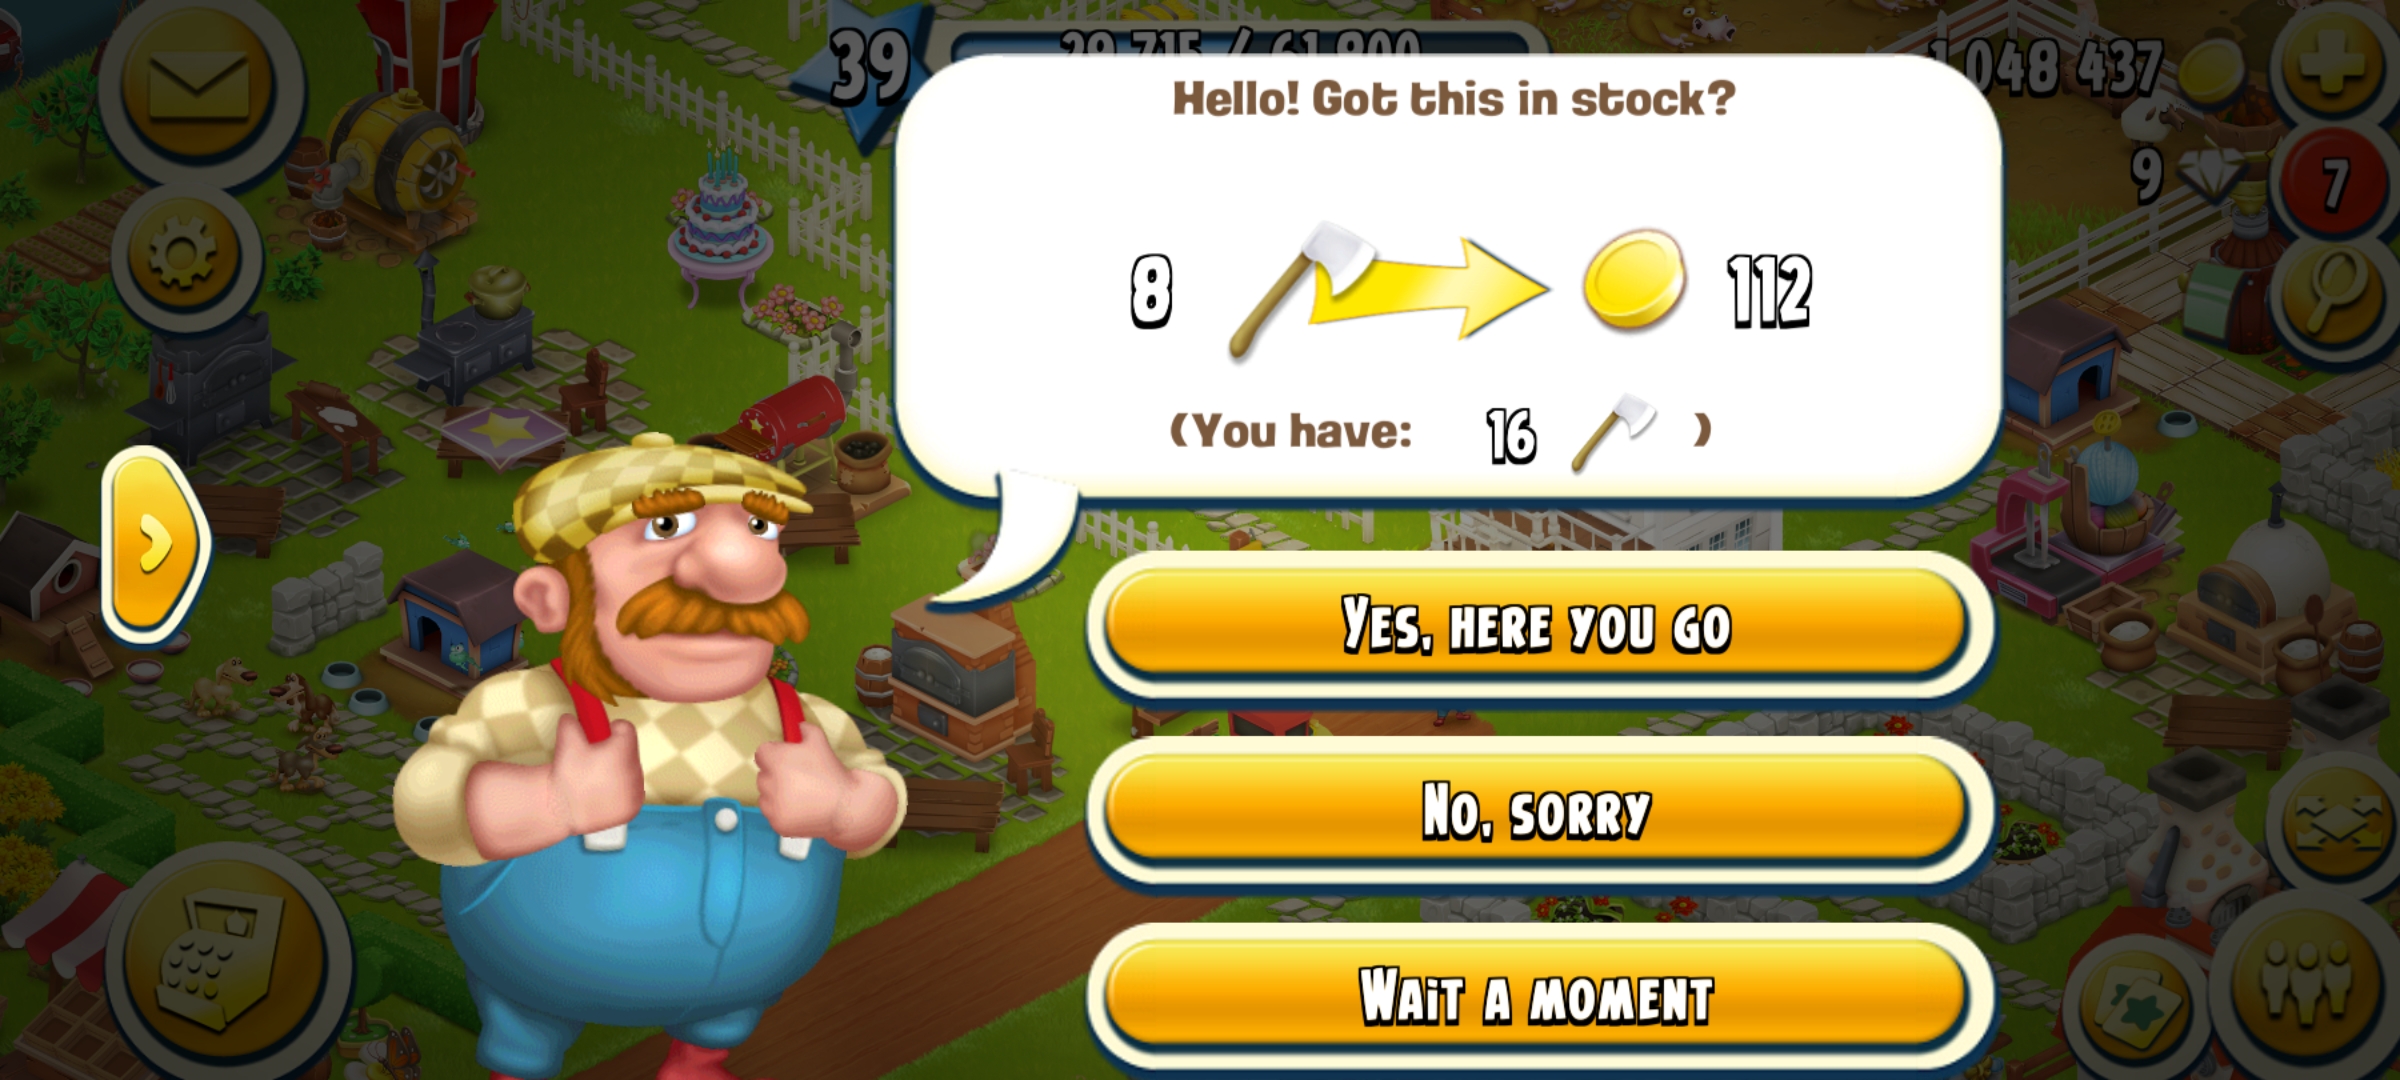 39
1 048 437
Hello! Got this in stock?
9
7
8
112
(You have: 16 )
Yes, here you go
No, sorry
Wait a moment